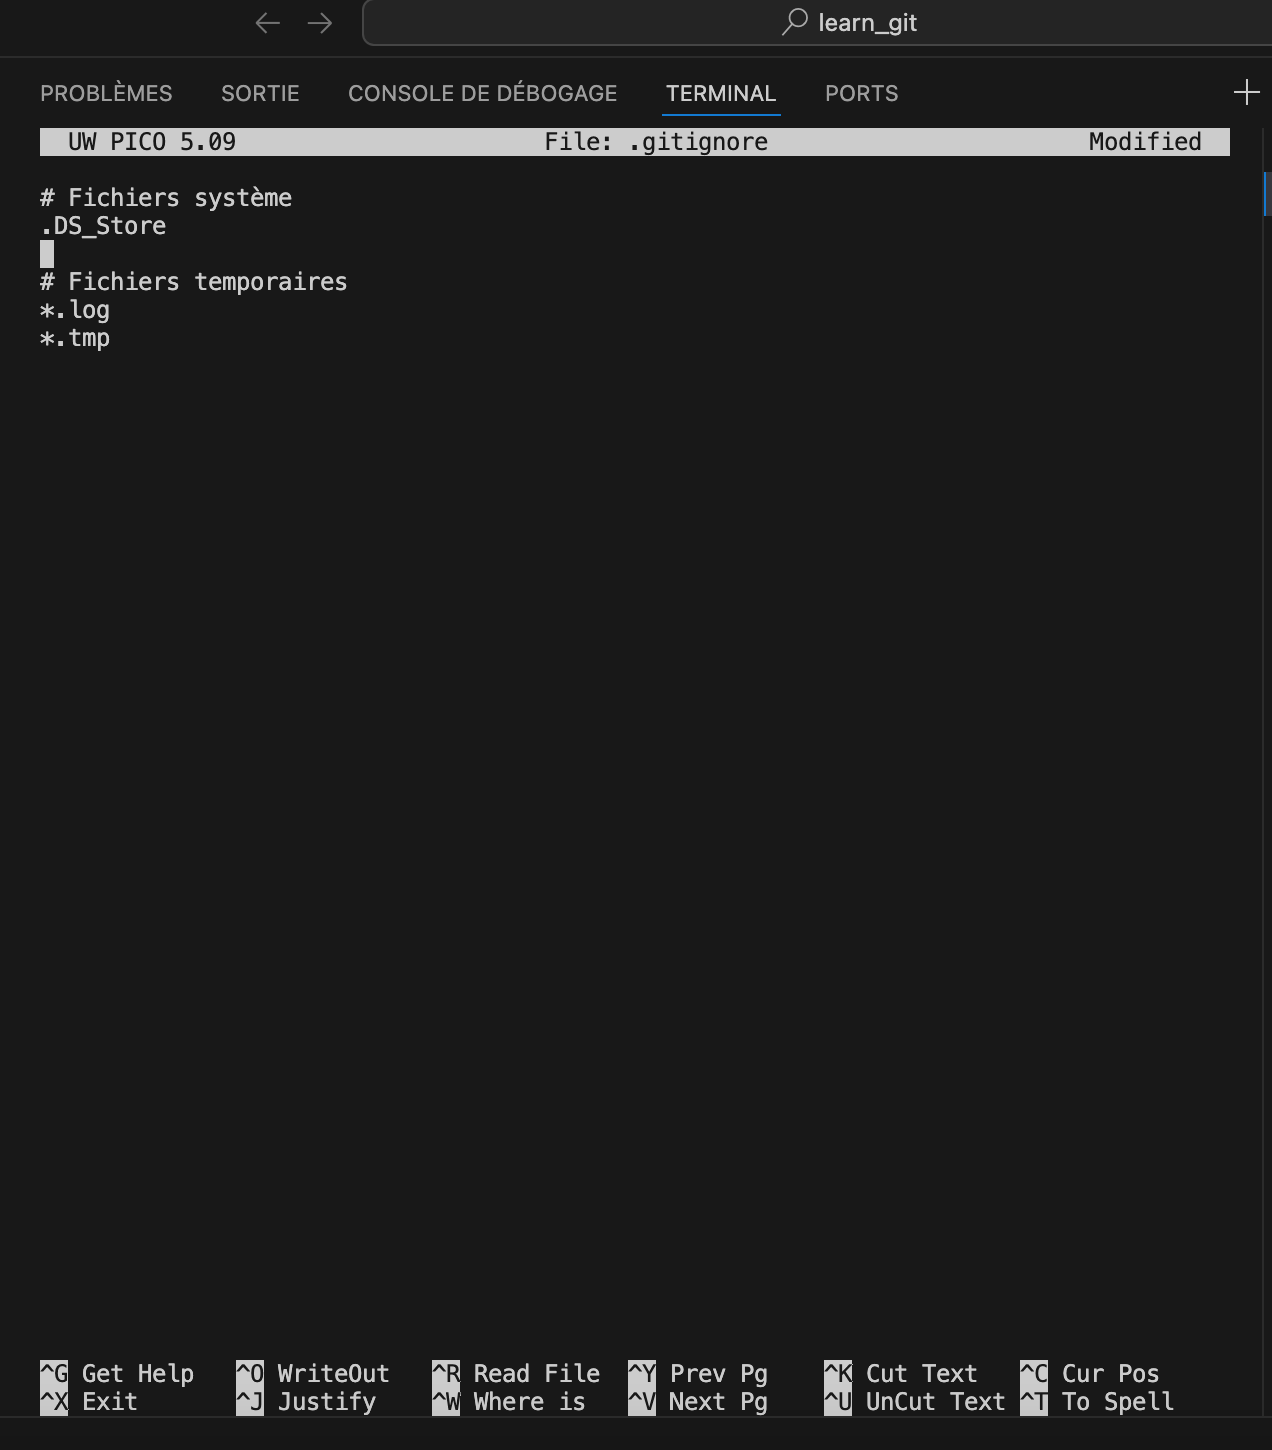 learn_git
PROBLÈMES SORTIE CONSOLE DE DÉBOGAGE TERMINAL PORTS
UW PICO 5.09 File: .gitignore Modified
# Fichiers système
.DS_Store
# Fichiers temporaires
*.log
*.tmp
^G Get Help ^O WriteOut ^R Read File ^Y Prev Pg ^K Cut Text ^C Cur Pos
^X Exit ^J Justify ^W Where is ^V Next Pg ^U UnCut Text ^T To Spell